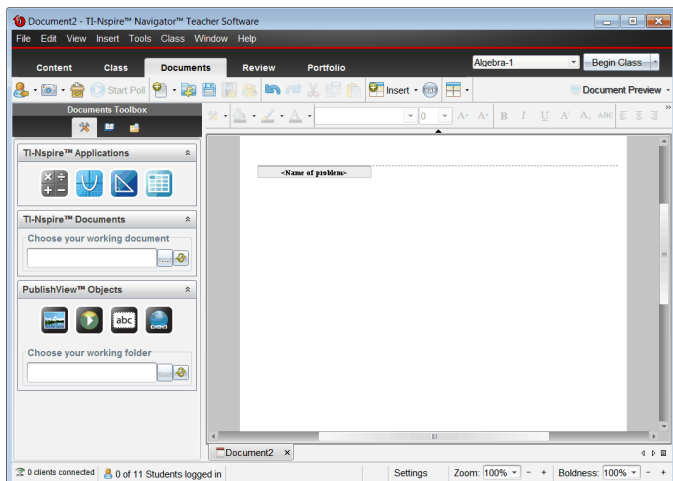 Document2 - TI-Nspire™ Navigator™ Teacher Software
File Edit View Insert Tools Class Window Help
Content Class Documents Review Portfolio Algebra-1 Begin Class
Start Poll Insert Document Preview
Documents Toolbox
0 A- A+ B I U ABC
TI-Nspire™ Applications
<Name of problem>
TI-Nspire™ Documents
Choose your working document
...
PublishView™ Objects
abc
Choose your working folder
...
Document2
0 clients connected 0 of 11 Students logged in Settings Zoom: 100% - + Boldness: 100% - +